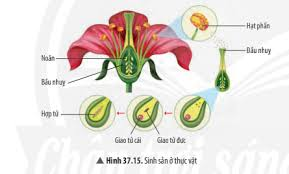 Hạt phấn
Đầu nhụy
Noãn
Bầu nhụy
Hợp tử
Giao tử cái
Giao tử đực
▲ Hình 37.15. Sinh sản ở thực vật